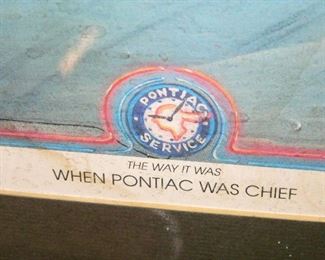 PONTIAC
SERVICE
THE WAY IT WAS
WHEN PONTIAC WAS CHIEF